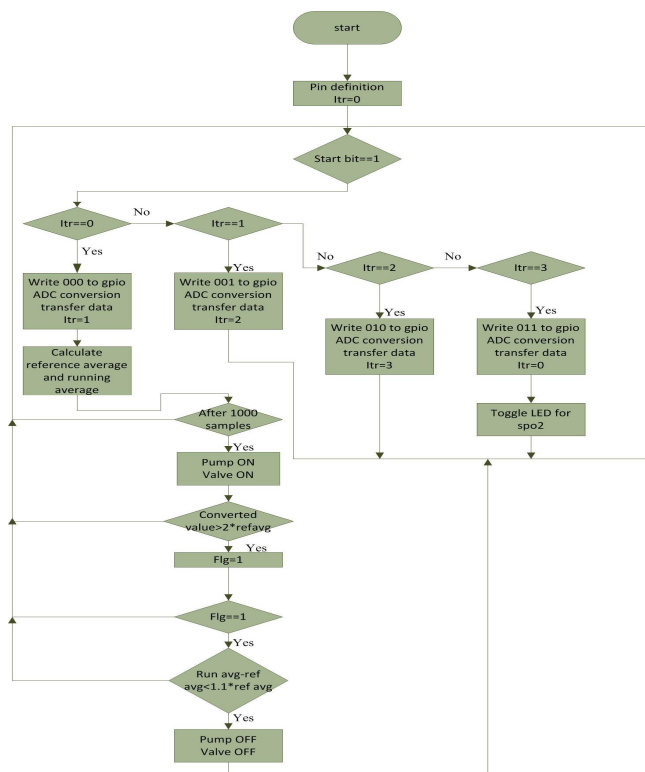 start
Pin definition
Itr=0
Start bit==1
Itr==0
No
Itr==1
No
Itr==2
No
Itr==3
Yes
Yes
Yes
Yes
Write 000 to gpio
ADC conversion
transfer data
Itr=1
Write 001 to gpio
ADC conversion
transfer data
Itr=2
Write 010 to gpio
ADC conversion
transfer data
Itr=3
Write 011 to gpio
ADC conversion
transfer data
Itr=0
Calculate
reference average
and running
average
Toggle LED for
spo2
After 1000
samples
Yes
Pump ON
Valve ON
Converted
value>2*refavg
Yes
Flg=1
Flg==1
Yes
Run avg-ref
avg<1.1*ref avg
Yes
Pump OFF
Valve OFF